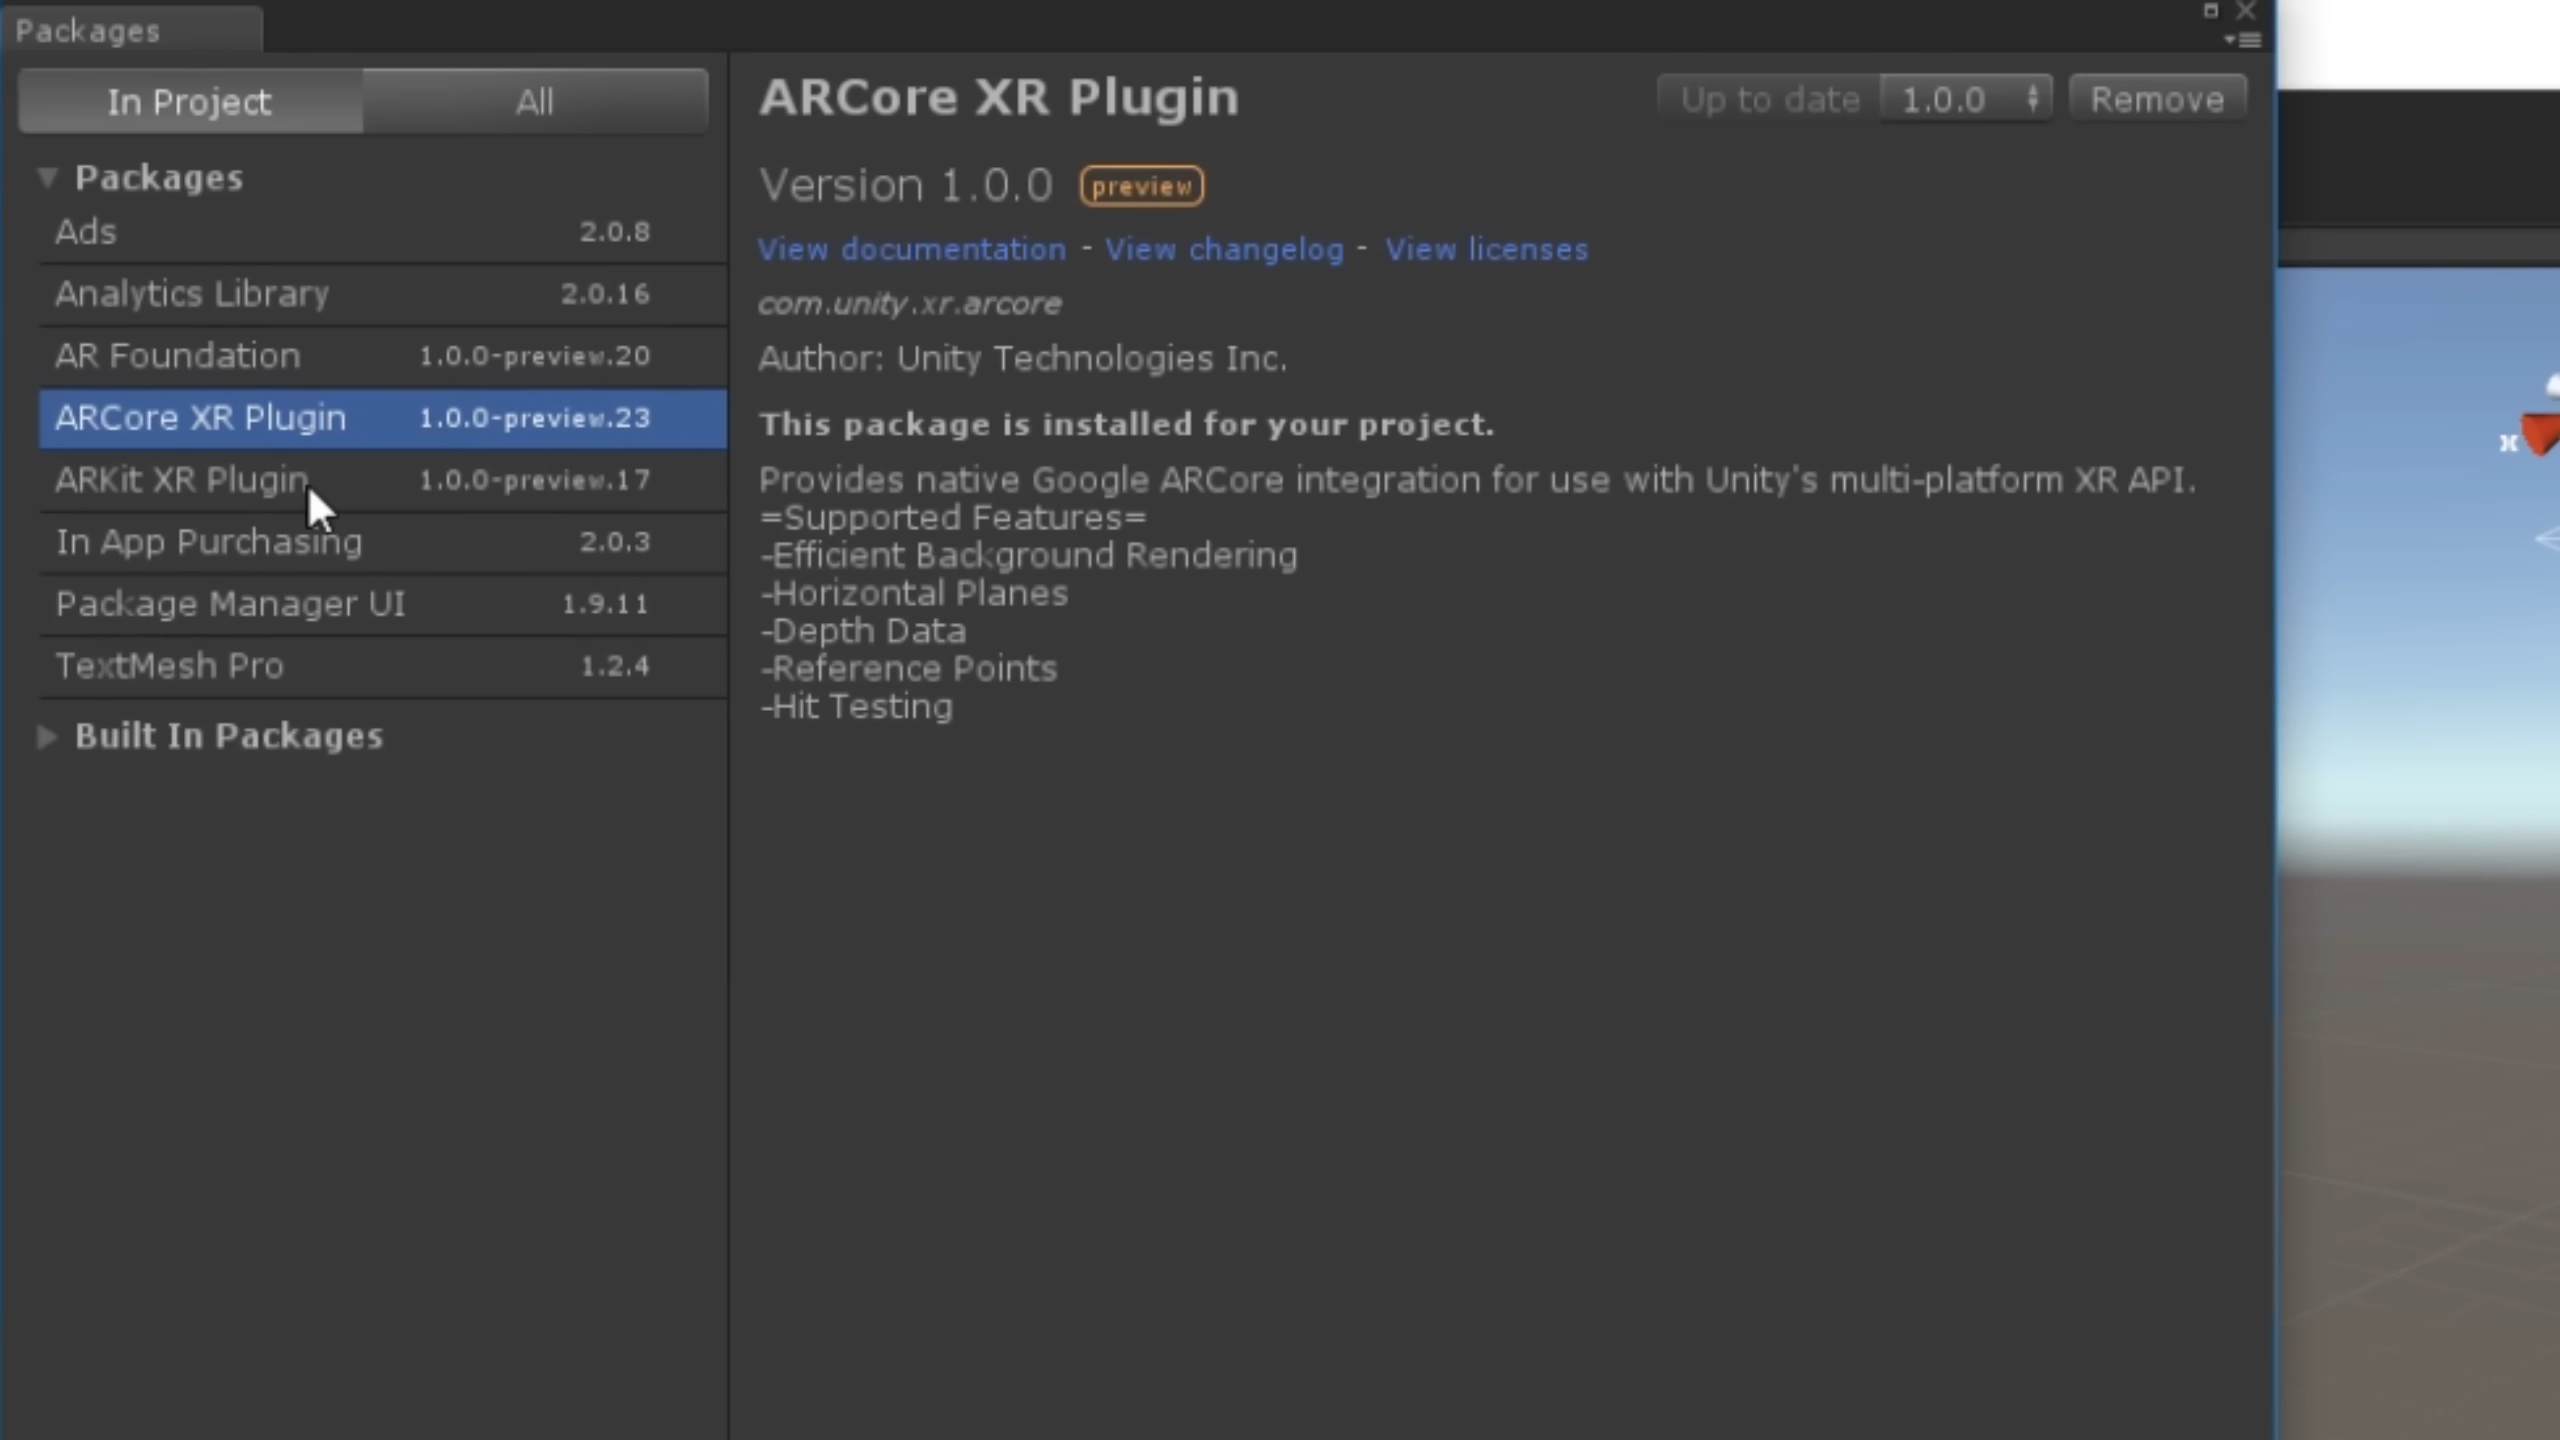 Packages
In Project
All
Packages
Ads 2.0.8
Analytics Library 2.0.16
AR Foundation 1.0.0-preview.20
ARCore XR Plugin 1.0.0-preview.23
ARKit XR Plugin 1.0.0-preview.17
In App Purchasing 2.0.3
Package Manager UI 1.9.11
TextMesh Pro 1.2.4
Built In Packages
ARCore XR Plugin
Up to date 1.0.0 Remove
Version 1.0.0 preview
View documentation - View changelog - View licenses
com.unity.xr.arcore
Author: Unity Technologies Inc.
This package is installed for your project.
Provides native Google ARCore integration for use with Unity's multi-platform XR API.
=Supported Features=
-Efficient Background Rendering
-Horizontal Planes
-Depth Data
-Reference Points
-Hit Testing
x